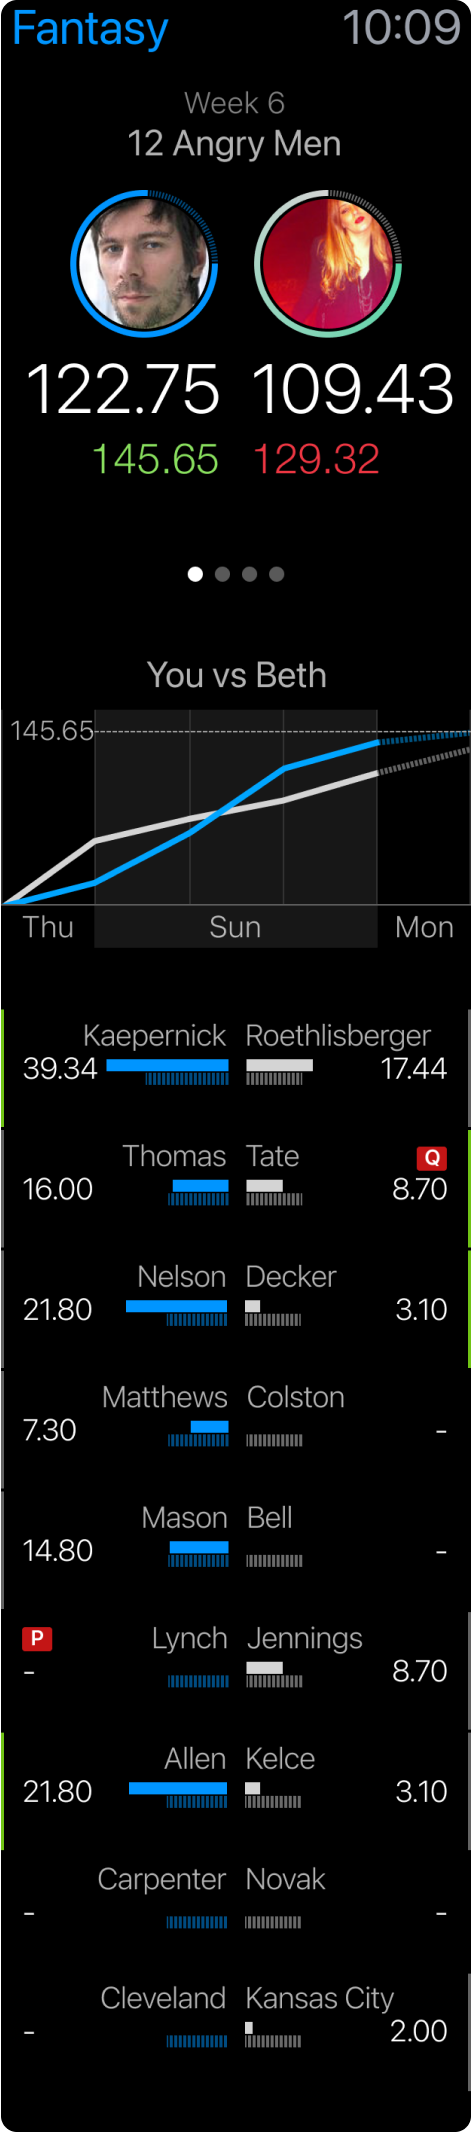 Fantasy 10:09
Week 6
12 Angry Men
122.75 109.43
145.65 129.32
You vs Beth
145.65
Thu Sun Mon
Kaepernick Roethlisberger
39.34 17.44
Thomas Tate Q
16.00 8.70
Nelson Decker
21.80 3.10
Matthews Colston
7.30 -
Mason Bell
14.80 -
P Lynch Jennings
- 8.70
Allen Kelce
21.80 3.10
Carpenter Novak
- -
Cleveland Kansas City
- 2.00